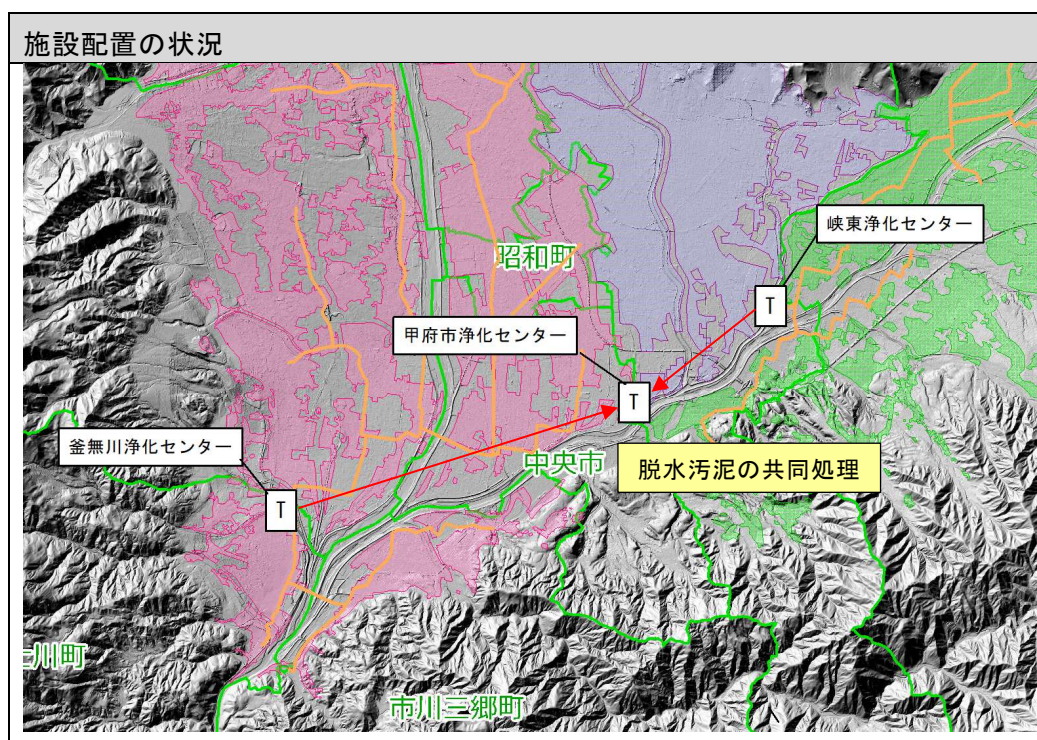 施設配置の状況
峡東浄化センター
T
昭和町
甲府市浄化センター
T
釜無川浄化センター
中央市
脱水汚泥の共同処理
T
川町
市川三郷町